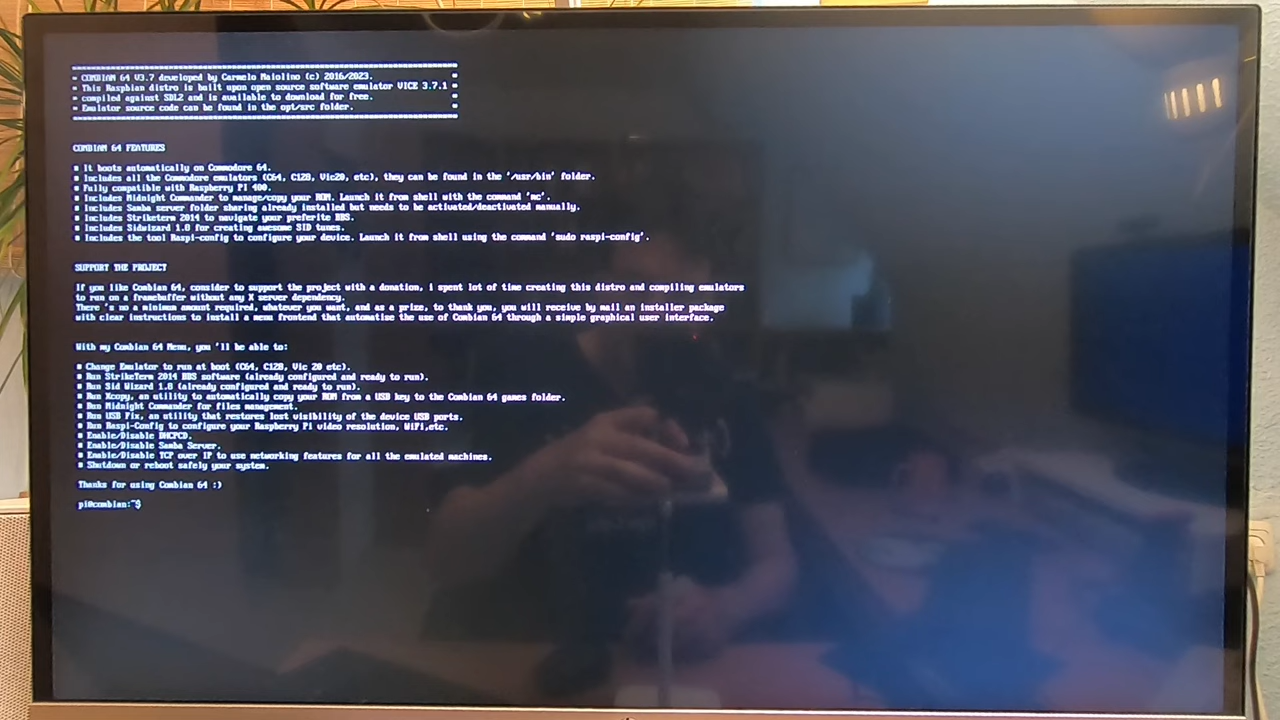 =======================================================
= COMBIAN 64 V3.7 developed by Carmelo Maiolino (c) 2016/2023. =
= This Raspbian distro is built upon open source software emulator VICE 3.7.1 =
= compiled against SDL2 and is available to download for free. =
= Emulator source code can be found in the opt/src folder. =
=======================================================
COMBIAN 64 FEATURES
■ It boots automatically on Commodore 64.
■ Includes all the Commodore emulators (C64, C128, Vic20, etc), they can be found in the '/usr/bin' folder.
■ Fully compatible with Raspberry Pi 400.
■ Includes Midnight Commander to manage/copy your ROM. Launch it from shell with the command 'mc'.
■ Includes Samba server folder sharing already installed but needs to be activated/deactivated manually.
■ Includes Striketerm 2014 to navigate your preferite BBS.
■ Includes Sidwizard 1.8 for creating awesome SID tunes.
■ Includes the tool Raspi-config to configure your device. Launch it from shell using the command 'sudo raspi-config'.
SUPPORT THE PROJECT
If you like Combian 64, consider to support the project with a donation, i spent lot of time creating this distro and compiling emulators
to run on a framebuffer without any X server dependency.
There 's no a minimum amount required, whatever you want, and as a prize, to thank you, you will receive by mail an installer package
with clear instructions to install a menu frontend that automatise the use of Combian 64 through a simple graphical user interface.
With my Combian 64 Menu, you 'll be able to:
■ Change Emulator to run at boot (C64, C128, Vic 20 etc).
■ Run StrikeTerm 2014 BBS software (already configured and ready to run).
■ Run Sid Wizard 1.8 (already configured and ready to run).
■ Run Xcopy, an utility to automatically copy your ROM from a USB key to the Combian 64 games folder.
■ Run Midnight Commander for files management.
■ Run USB Fix, an utility that restores lost visibility of the device USB ports.
■ Run Raspi-Config to configure your Raspberry Pi video resolution, WiFi,etc.
■ Enable/Disable DHCPCD.
■ Enable/Disable Samba Server.
■ Enable/Disable TCP over IP to use networking features for all the emulated machines.
■ Shutdown or reboot safely your system.
Thanks for using Combian 64 :)
pi@combian:~$